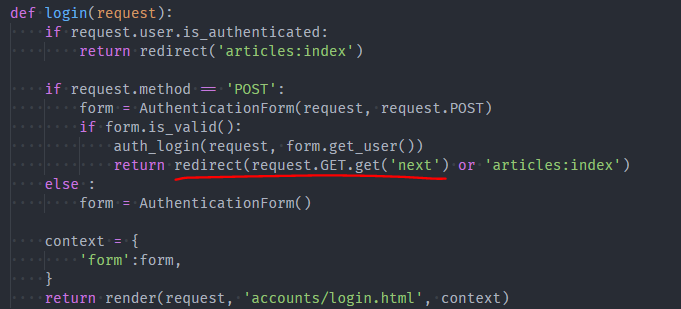 def login(request):
    if request.user.is_authenticated:
        return redirect('articles:index')
    if request.method == 'POST':
        form = AuthenticationForm(request, request.POST)
        if form.is_valid():
            auth_login(request, form.get_user())
            return redirect(request.GET.get('next') or 'articles:index')
    else :
        form = AuthenticationForm()
    context = {
        'form':form,
    }
    return render(request, 'accounts/login.html', context)